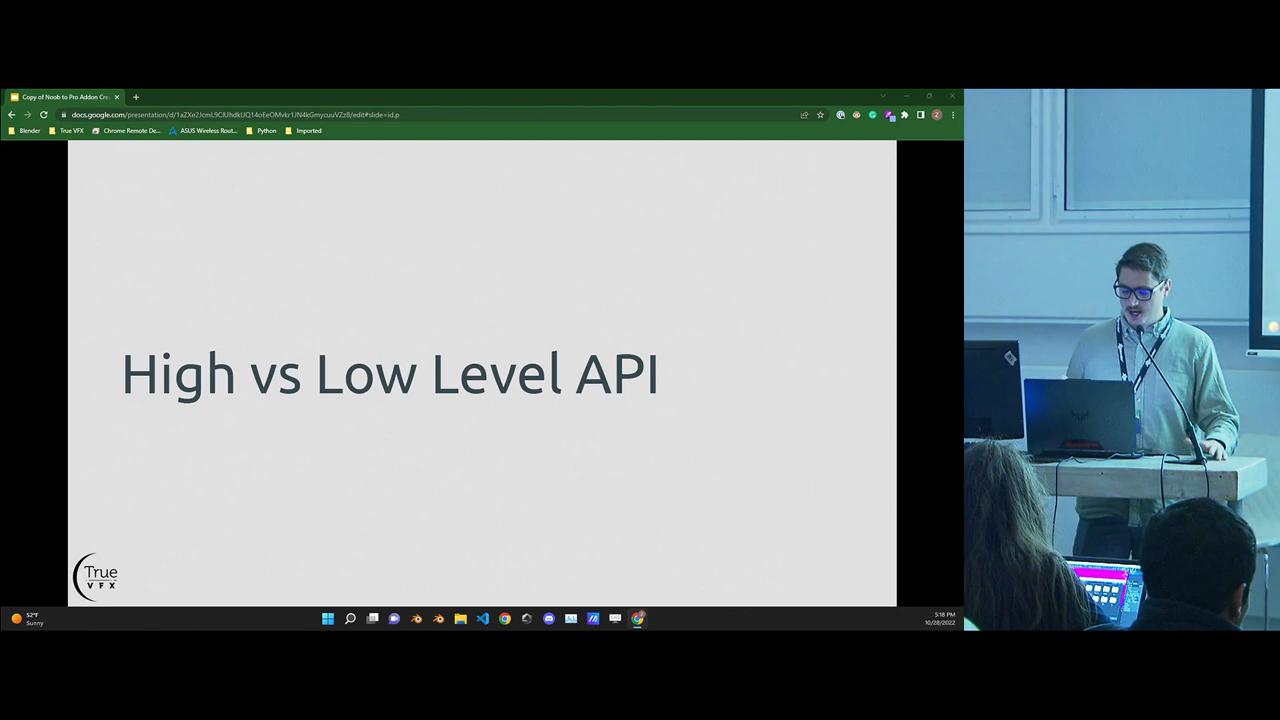 Copy of Noob to Pro Addon Cre
docs.google.com/presentation/d/1aZXe2JcmL9ClUhdkUQ14oEeOMvkr1JN4kGmycuuVZz8/edit#slide=id.p
Blender
True VFX
Chrome Remote De...
ASUS Wireless Rout...
Python
Imported
High vs Low Level API
True
VFX
52°F
Sunny
5:18 PM
10/28/2022